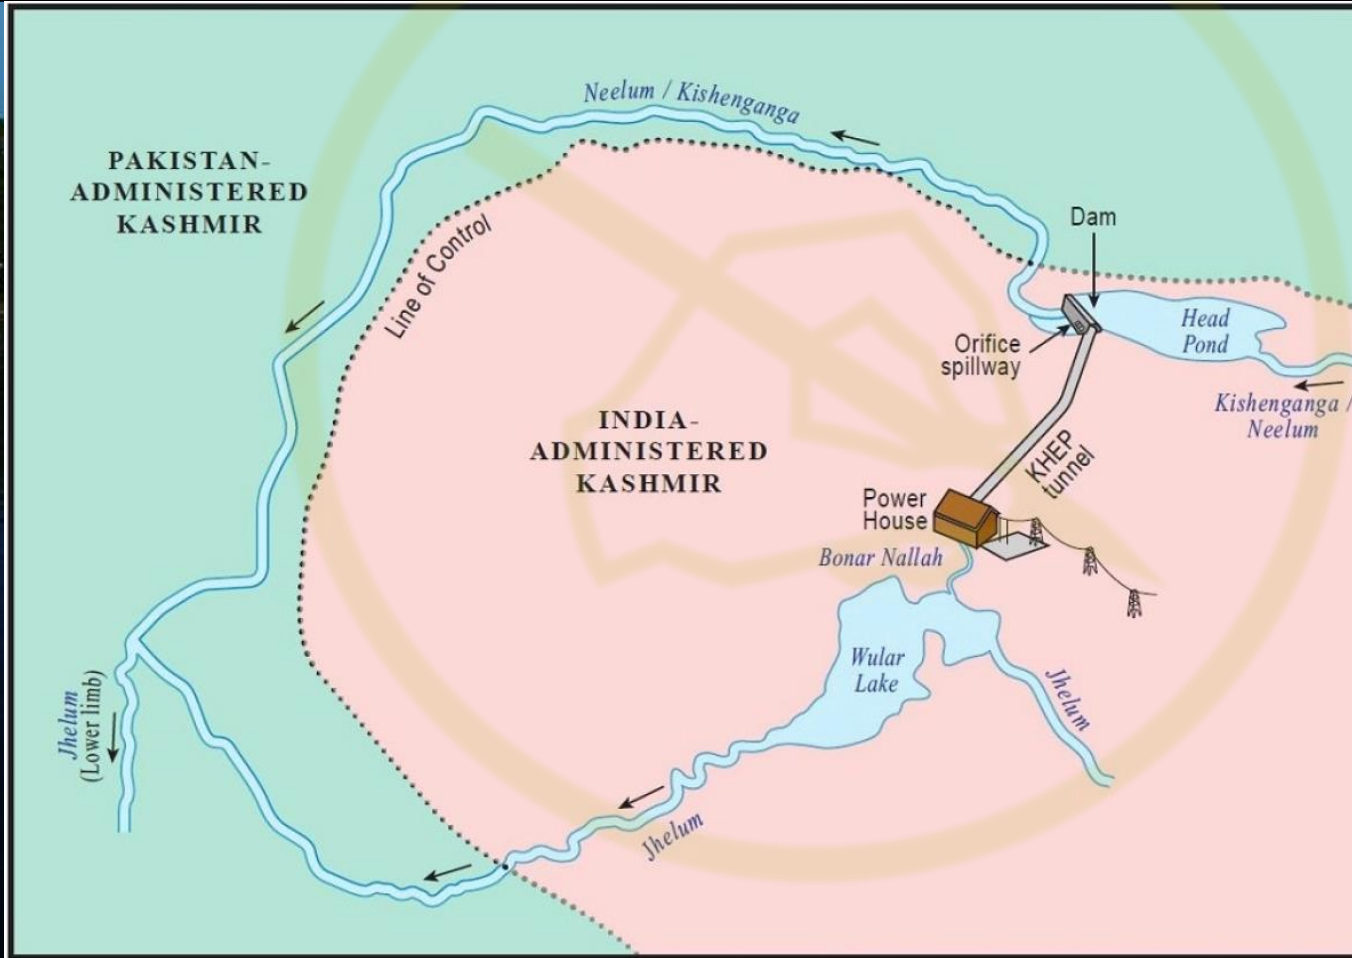 Neelum / Kishenganga
PAKISTAN-
ADMINISTERED
KASHMIR
Line of Control
Dam
Head
Pond
Orifice
spillway
Kishenganga /
Neelum
INDIA-
ADMINISTERED
KASHMIR
KHEP
tunnel
Power
House
Bonar Nallah
Wular
Lake
Jhelum
Jhelum
(Lower limb)
Jhelum